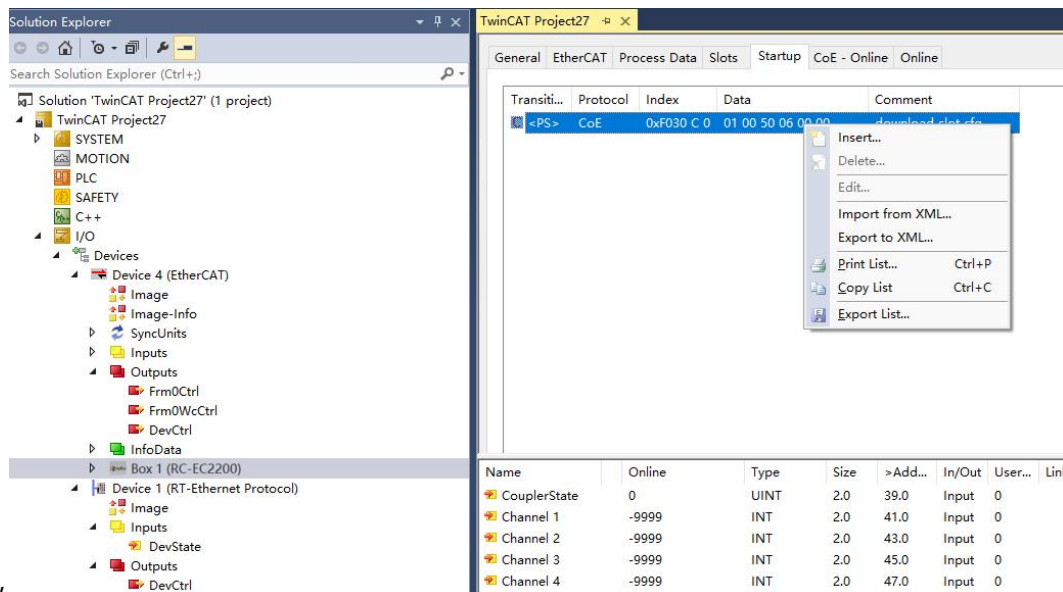 Solution Explorer
Search Solution Explorer (Ctrl+;)
Solution 'TwinCAT Project27' (1 project)
TwinCAT Project27
SYSTEM
MOTION
PLC
SAFETY
C++
I/O
Devices
Device 4 (EtherCAT)
Image
Image-Info
SyncUnits
Inputs
Outputs
Frm0Ctrl
Frm0WcCtrl
DevCtrl
InfoData
Box 1 (RC-EC2200)
Device 1 (RT-Ethernet Protocol)
Image
Inputs
DevState
Outputs
DevCtrl
TwinCAT Project27
General EtherCAT Process Data Slots Startup CoE - Online Online
Transiti... Protocol Index Data Comment
<PS> CoE 0xF030 C 0 01 00 50 06 00 00 download slot cfg
Insert...
Delete...
Edit...
Import from XML...
Export to XML...
Print List... Ctrl+P
Copy List Ctrl+C
Export List...
Name Online Type Size >Add... In/Out User... Lin
CouplerState 0 UINT 2.0 39.0 Input 0
Channel 1 -9999 INT 2.0 41.0 Input 0
Channel 2 -9999 INT 2.0 43.0 Input 0
Channel 3 -9999 INT 2.0 45.0 Input 0
Channel 4 -9999 INT 2.0 47.0 Input 0